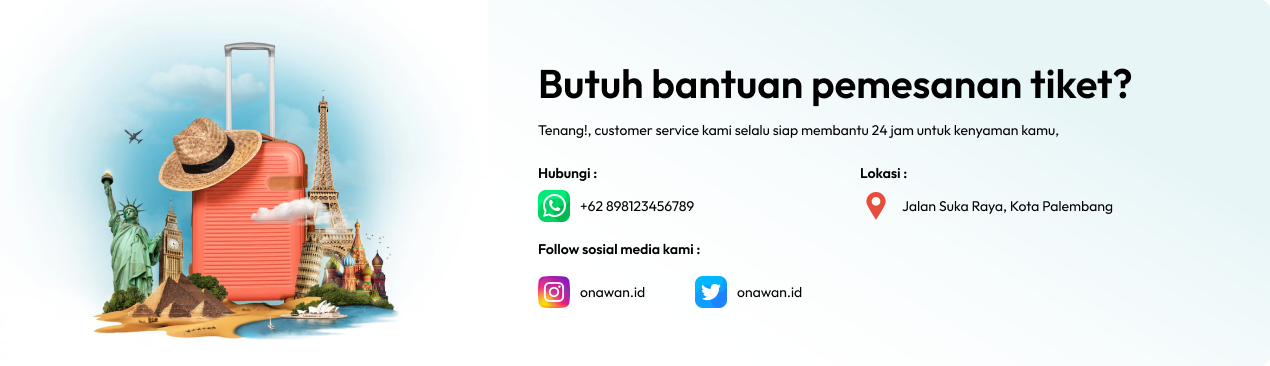 Butuh bantuan pemesanan tiket?
Tenang!, customer service kami selalu siap membantu 24 jam untuk kenyaman kamu,
Hubungi :
+62 898123456789
Lokasi :
Jalan Suka Raya, Kota Palembang
Follow sosial media kami :
onawan.id
onawan.id